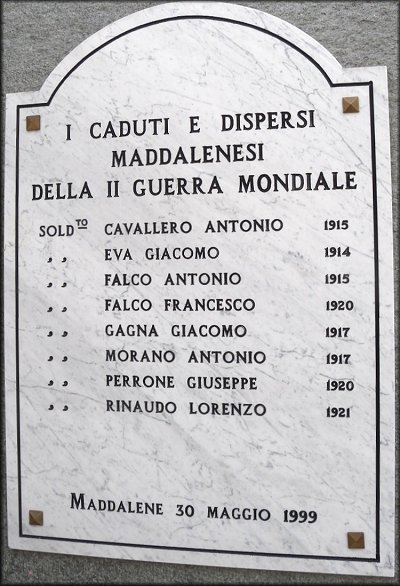 I CADUTI E DISPERSI
MADDALENESI
DELLA II GUERRA MONDIALE
SOLDTO CAVALLERO ANTONIO 1915
,, EVA GIACOMO 1914
,, FALCO ANTONIO 1915
,, FALCO FRANCESCO 1920
,, GAGNA GIACOMO 1917
,, MORANO ANTONIO 1917
,, PERRONE GIUSEPPE 1920
,, RINAUDO LORENZO 1921
MADDALENE 30 MAGGIO 1999